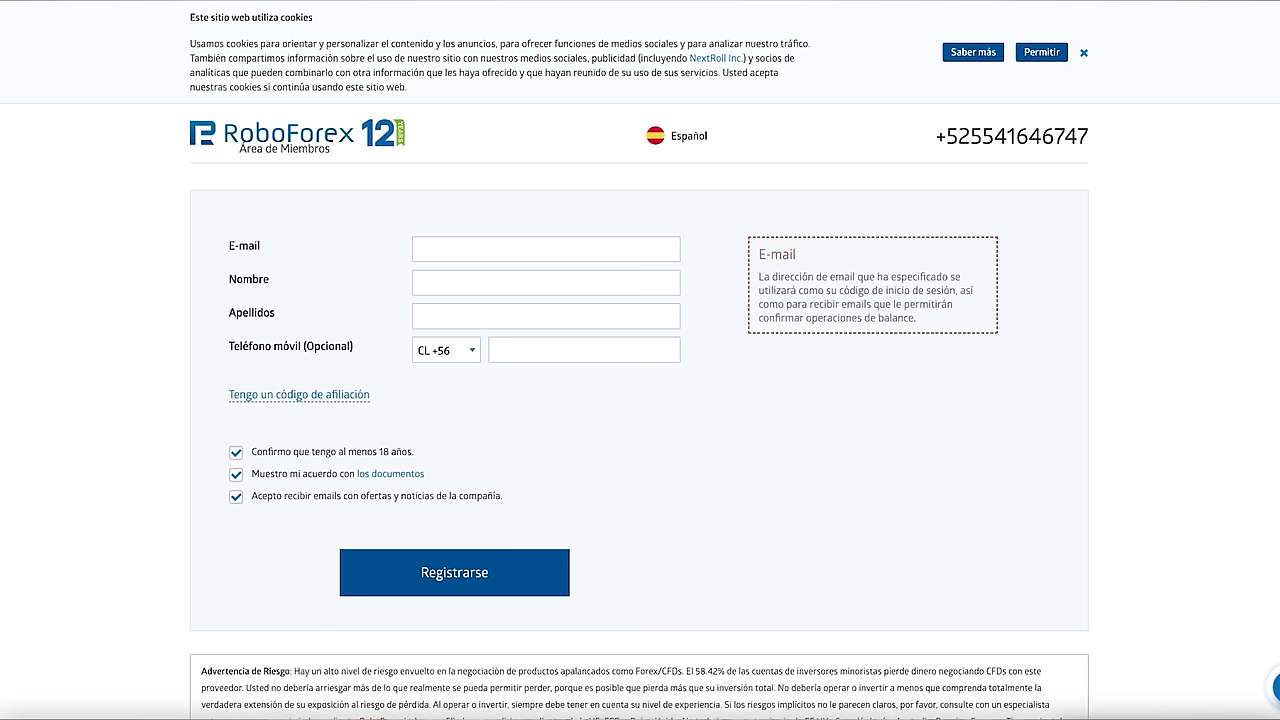 Este sitio web utiliza cookies
Usamos cookies para orientar y personalizar el contenido y los anuncios, para ofrecer funciones de medios sociales y para analizar nuestro tráfico.
También compartimos información sobre el uso de nuestro sitio con nuestros medios sociales, publicidad (incluyendo NextRoll Inc.) y socios de
analíticas que pueden combinarlo con otra información que les haya ofrecido y que hayan reunido de su uso de sus servicios. Usted acepta
nuestras cookies si continúa usando este sitio web.
Saber más
Permitir
RoboForex 12 YEARS
Área de Miembros
Español
+525541646747
E-mail
Nombre
Apellidos
Teléfono móvil (Opcional)
CL +56
E-mail
La dirección de email que ha especificado se
utilizará como su código de inicio de sesión, así
como para recibir emails que le permitirán
confirmar operaciones de balance.
Tengo un código de afiliación
Confirmo que tengo al menos 18 años.
Muestro mi acuerdo con los documentos
Acepto recibir emails con ofertas y noticias de la compañía.
Registrarse
Advertencia de Riesgo: Hay un alto nivel de riesgo envuelto en la negociación de productos apalancados como Forex/CFDs. El 58.42% de las cuentas de inversores minoristas pierde dinero negociando CFDs con este
proveedor. Usted no debería arriesgar más de lo que realmente se pueda permitir perder, porque es posible que pierda más que su inversión total. No debería operar o invertir a menos que comprenda totalmente la
verdadera extensión de su exposición al riesgo de pérdida. Al operar o invertir, siempre debe tener en cuenta su nivel de experiencia. Si los riesgos implícitos no le parecen claros, por favor, consulte con un especialista